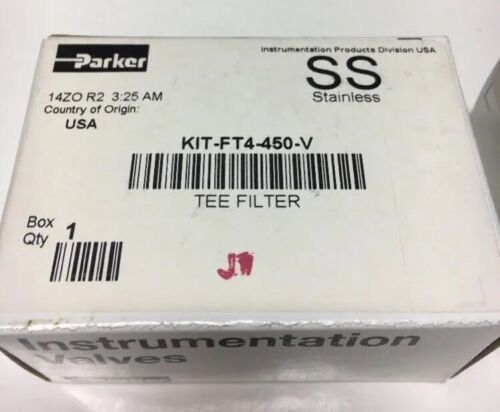 Parker
Instrumentation Products Division USA
SS
Stainless
14ZO R2 3:25 AM
Country of Origin:
USA
KIT-FT4-450-V
TEE FILTER
Box
Qty 1
JW
Instrumentation
Valves